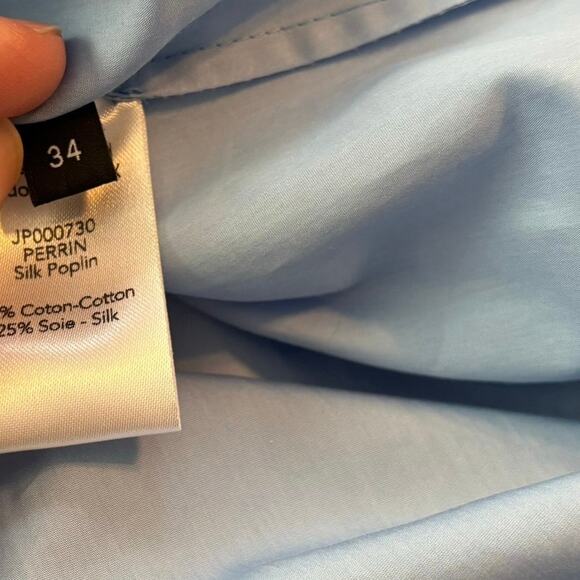 34
JP000730
PERRIN
Silk Poplin
% Coton-Cotton
25% Soie - Silk